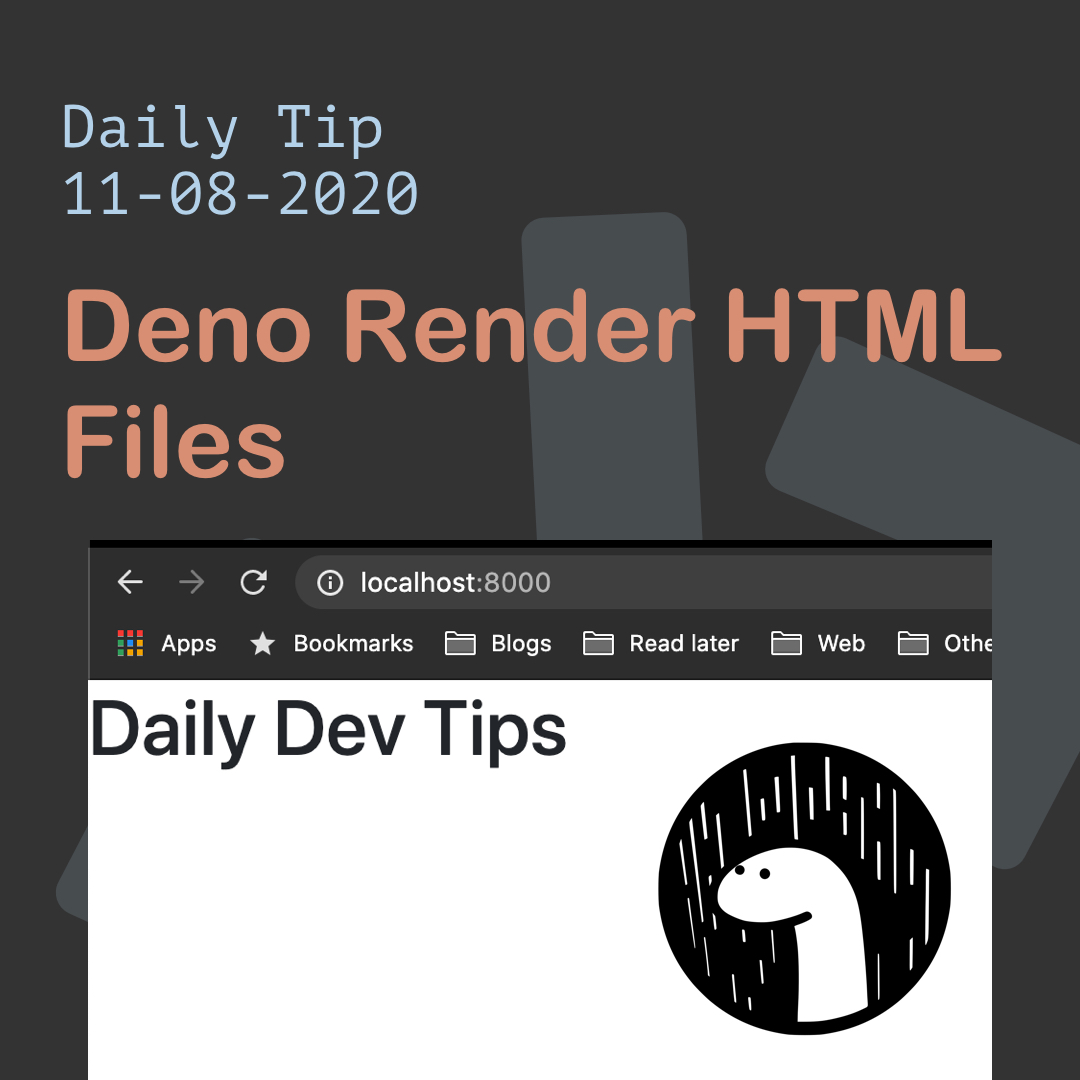 Daily Tip
11-08-2020
Deno Render HTML
Files
localhost:8000
Apps Bookmarks Blogs Read later Web Othe
Daily Dev Tips